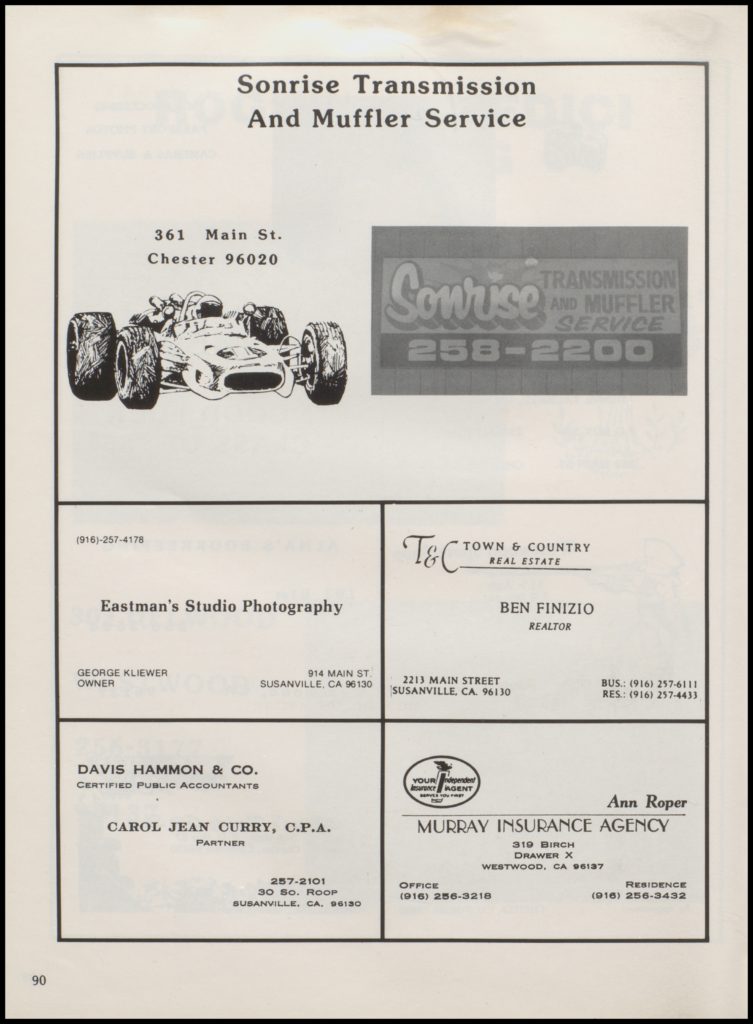 Sonrise Transmission
And Muffler Service
361 Main St.
Chester 96020
Sonrise
TRANSMISSION
AND MUFFLER
SERVICE
258-2200
(916)-257-4178
Eastman's Studio Photography
GEORGE KLIEWER
OWNER
914 MAIN ST.
SUSANVILLE, CA 96130
T&C TOWN & COUNTRY
REAL ESTATE
BEN FINIZIO
REALTOR
2213 MAIN STREET
SUSANVILLE, CA. 96130
BUS.: (916) 257-6111
RES.: (916) 257-4433
DAVIS HAMMON & CO.
CERTIFIED PUBLIC ACCOUNTANTS
CAROL JEAN CURRY, C.P.A.
PARTNER
257-2101
30 SO. ROOP
SUSANVILLE, CA. 96130
YOUR Independent
Insurance AGENT
SERVES YOU FIRST
Ann Roper
MURRAY INSURANCE AGENCY
319 BIRCH
DRAWER X
WESTWOOD, CA 96137
OFFICE
(916) 256-3218
RESIDENCE
(916) 256-3432
90